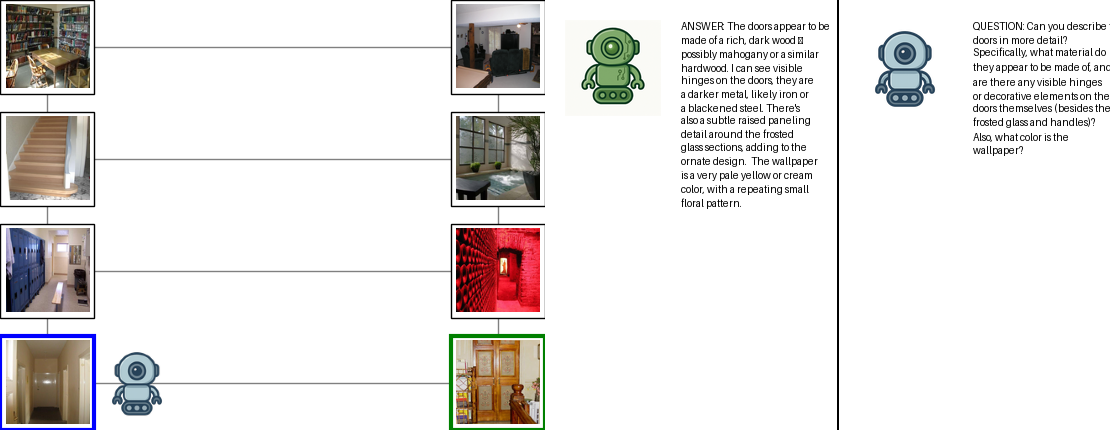 ANSWER: The doors appear to be
made of a rich, dark wood
possibly mahogany or a similar
hardwood. I can see visible
hinges on the doors, they are
a darker metal, likely iron or
a blackened steel. There's
also a subtle raised paneling
detail around the frosted
glass sections, adding to the
ornate design. The wallpaper
is a very pale yellow or cream
color, with a repeating small
floral pattern.
QUESTION: Can you describe
doors in more detail?
Specifically, what material do
they appear to be made of, and
are there any visible hinges
or decorative elements on the
doors themselves (besides the
frosted glass and handles)?
Also, what color is the
wallpaper?